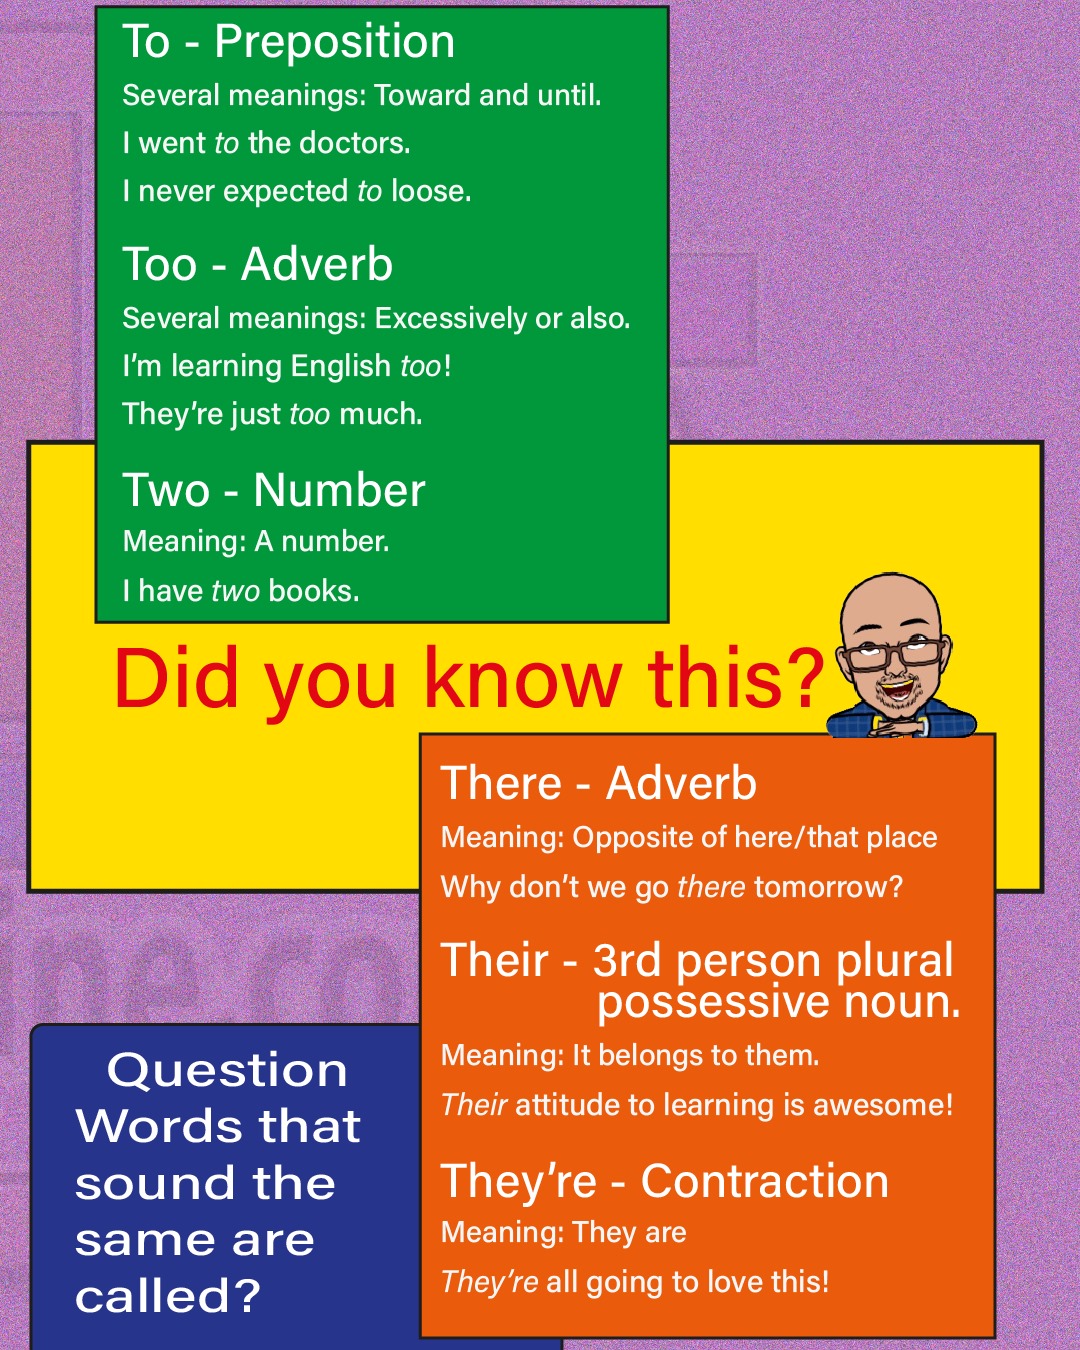 To - Preposition
Several meanings: Toward and until.
I went to the doctors.
I never expected to loose.
Too - Adverb
Several meanings: Excessively or also.
I'm learning English too!
They're just too much.
Two - Number
Meaning: A number.
I have two books.
Did you know this?
There - Adverb
Meaning: Opposite of here/that place
Why don't we go there tomorrow?
Their - 3rd person plural
possessive noun.
Meaning: It belongs to them.
Their attitude to learning is awesome!
They're - Contraction
Meaning: They are
They're all going to love this!
Question
Words that
sound the
same are
called?